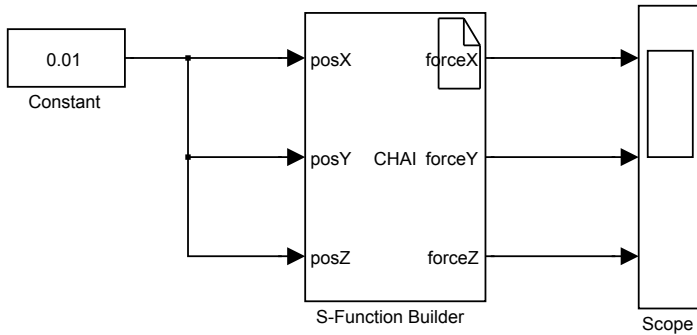 0.01
Constant
posX
forceX
posY
CHAI forceY
posZ
forceZ
S-Function Builder
Scope